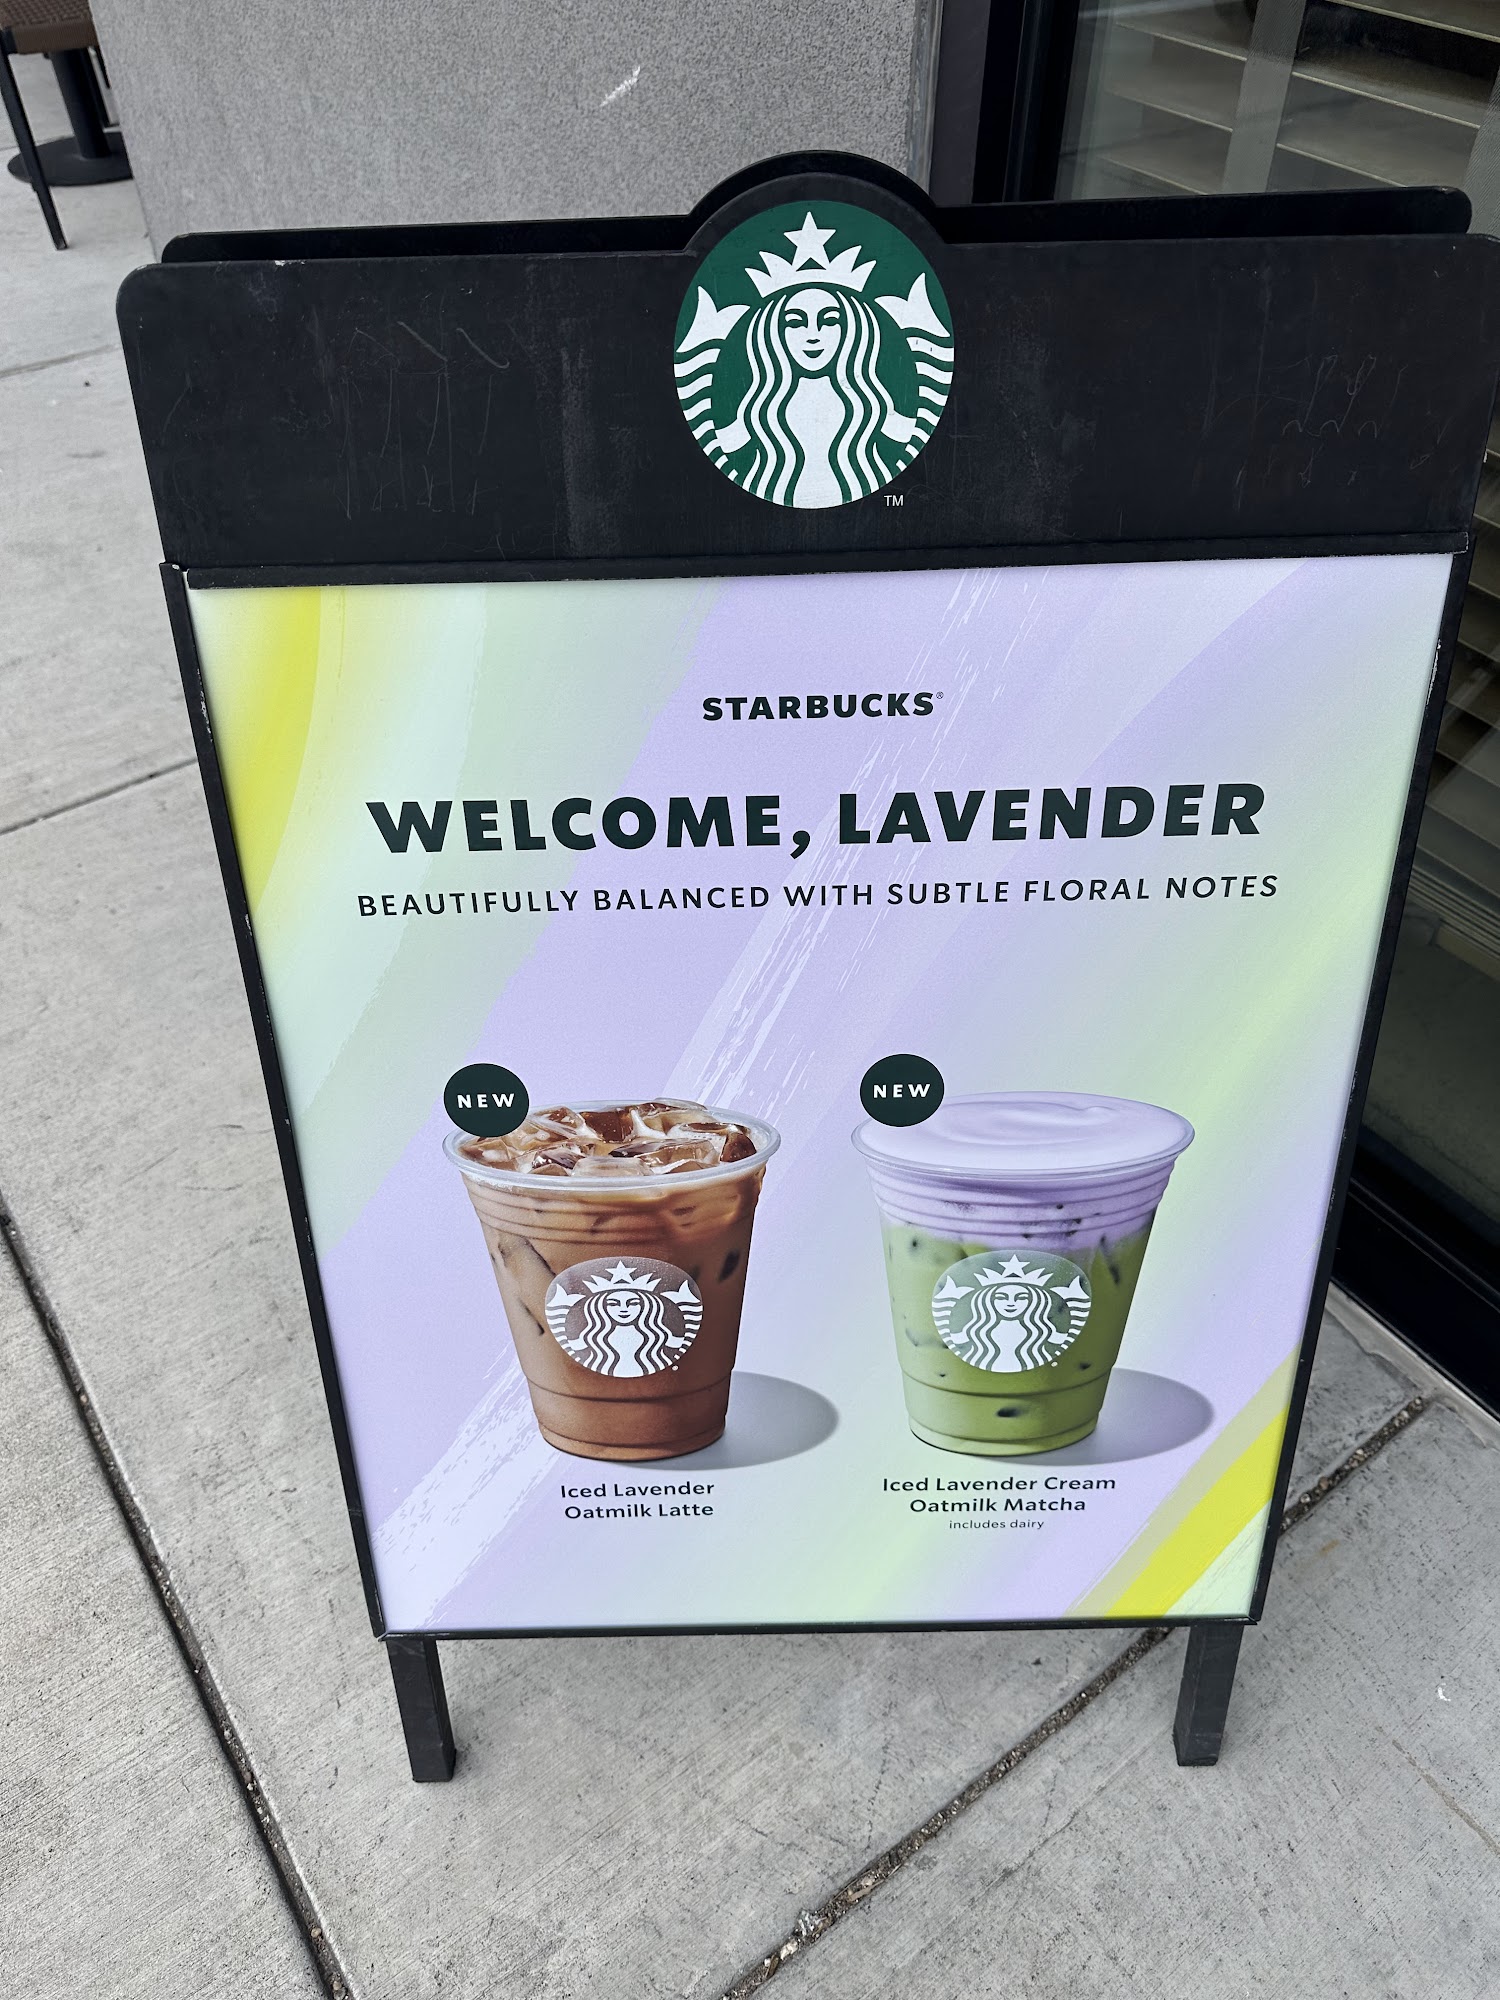 TM
STARBUCKS®
WELCOME, LAVENDER
BEAUTIFULLY BALANCED WITH SUBTLE FLORAL NOTES
NEW
NEW
Iced Lavender
Oatmilk Latte
Iced Lavender Cream
Oatmilk Matcha
includes dairy